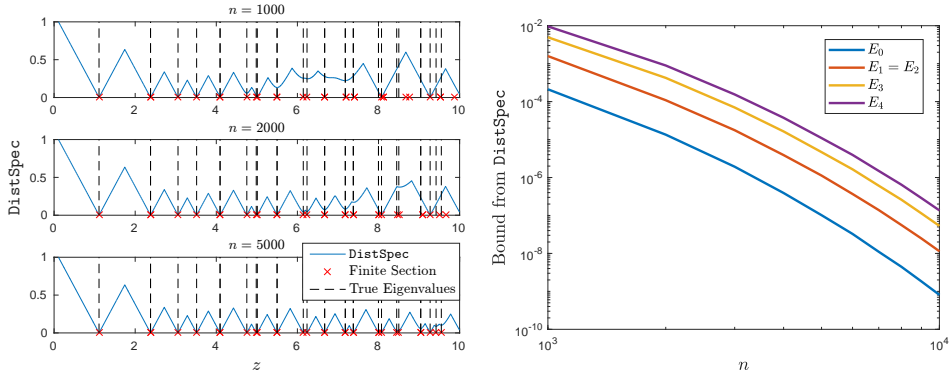 n = 1000
1
0.5
0
0 2 4 6 8 10
n = 2000
1
0.5
0
0 2 4 6 8 10
n = 5000
1
0.5
0
0 2 4 6 8 10
DistSpec
z
DistSpec
Finite Section
True Eigenvalues
10^-2
10^-4
10^-6
10^-8
10^-10
10^3 10^4
Bound from DistSpec
n
E_0
E_1 = E_2
E_3
E_4